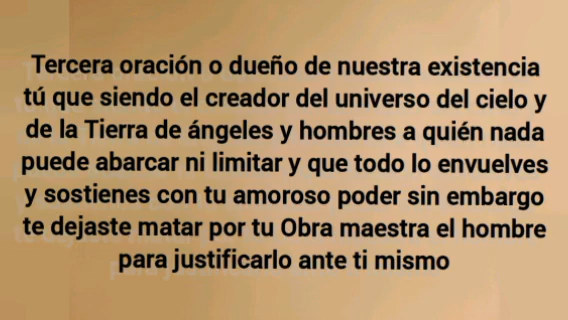 Tercera oración o dueño de nuestra existencia
tú que siendo el creador del universo del cielo y
de la Tierra de ángeles y hombres a quién nada
puede abarcar ni limitar y que todo lo envuelves
y sostienes con tu amoroso poder sin embargo
te dejaste matar por tu Obra maestra el hombre
para justificarlo ante ti mismo